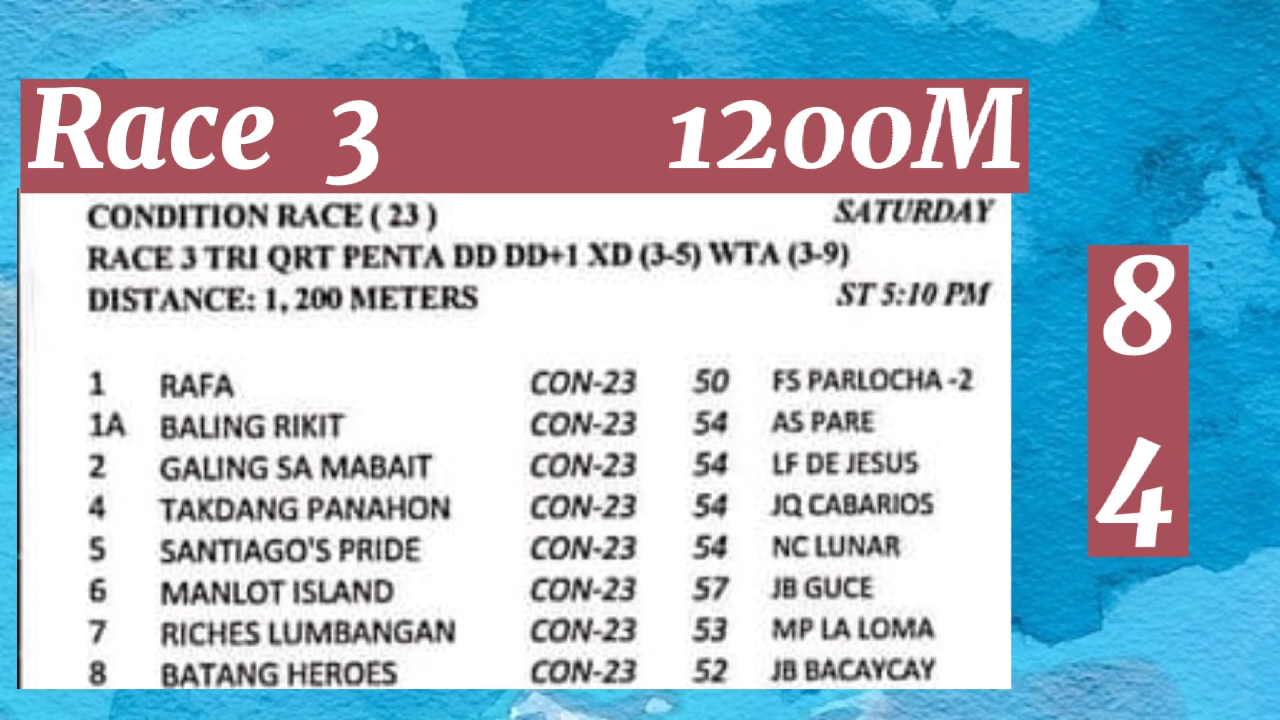 Race 3 1200M
CONDITION RACE ( 23 ) SATURDAY
RACE 3 TRI QRT PENTA DD DD+1 XD (3-5) WTA (3-9)
DISTANCE: 1, 200 METERS ST 5:10 PM
1 RAFA CON-23 50 FS PARLOCHA -2
1A BALING RIKIT CON-23 54 AS PARE
2 GALING SA MABAIT CON-23 54 LF DE JESUS
4 TAKDANG PANAHON CON-23 54 JQ CABARIOS
5 SANTIAGO'S PRIDE CON-23 54 NC LUNAR
6 MANLOT ISLAND CON-23 57 JB GUCE
7 RICHES LUMBANGAN CON-23 53 MP LA LOMA
8 BATANG HEROES CON-23 52 JB BACAYCAY
8
4